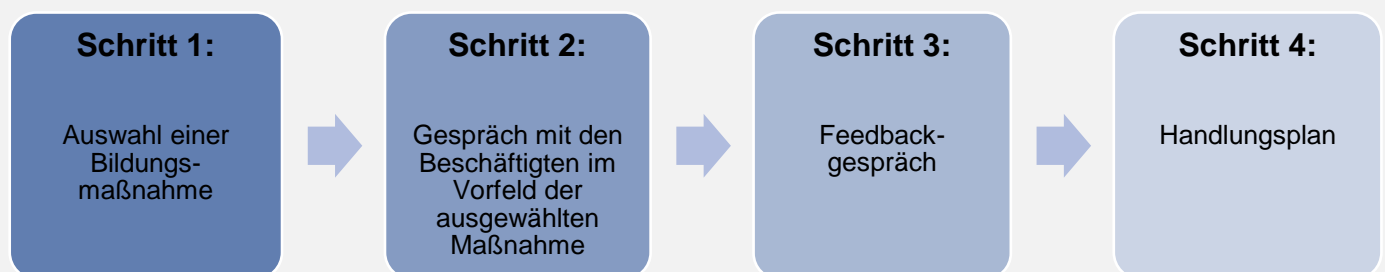 Schritt 1:
Auswahl einer
Bildungs-
maßnahme
Schritt 2:
Gespräch mit den
Beschäftigten im
Vorfeld der
ausgewählten
Maßnahme
Schritt 3:
Feedback-
gespräch
Schritt 4:
Handlungsplan